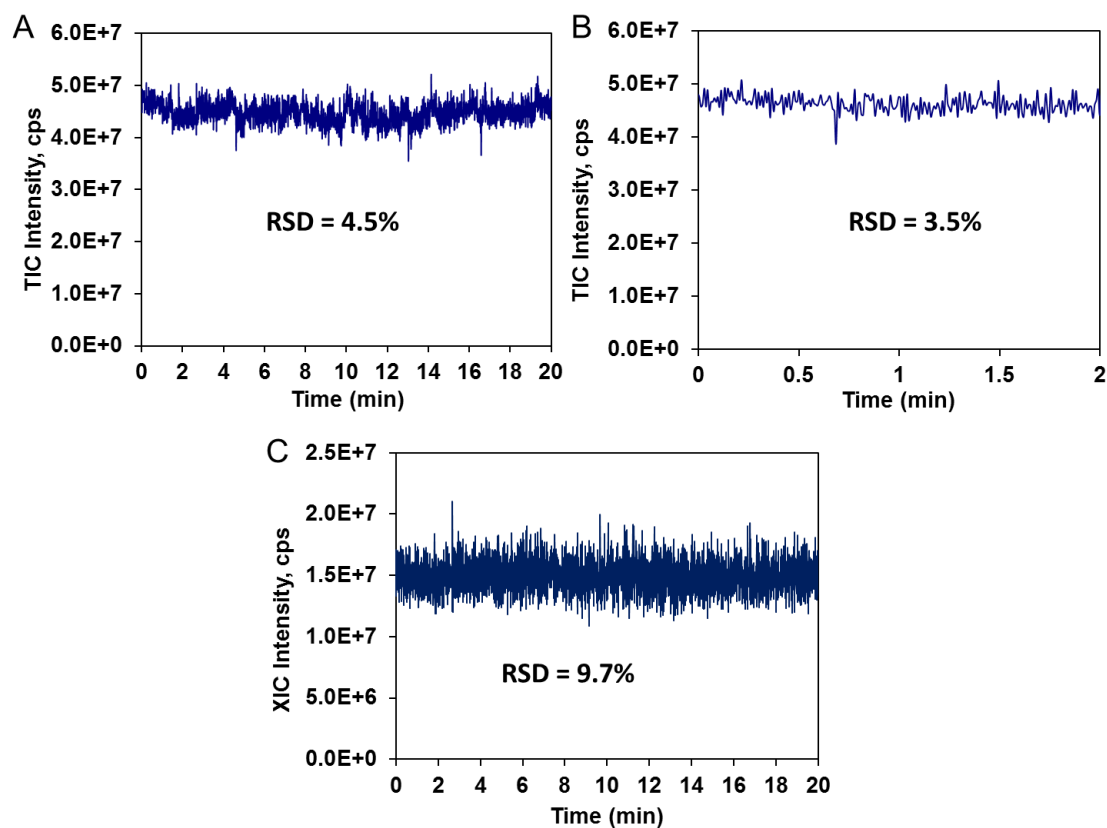 A
TIC Intensity, cps
6.0E+7
5.0E+7
4.0E+7
3.0E+7
2.0E+7
1.0E+7
0.0E+0
RSD = 4.5%
0 2 4 6 8 10 12 14 16 18 20
Time (min)
B
TIC Intensity, cps
6.0E+7
5.0E+7
4.0E+7
3.0E+7
2.0E+7
1.0E+7
0.0E+0
RSD = 3.5%
0 0.5 1 1.5 2
Time (min)
C
XIC Intensity, cps
2.5E+7
2.0E+7
1.5E+7
1.0E+7
5.0E+6
0.0E+0
RSD = 9.7%
0 2 4 6 8 10 12 14 16 18 20
Time (min)